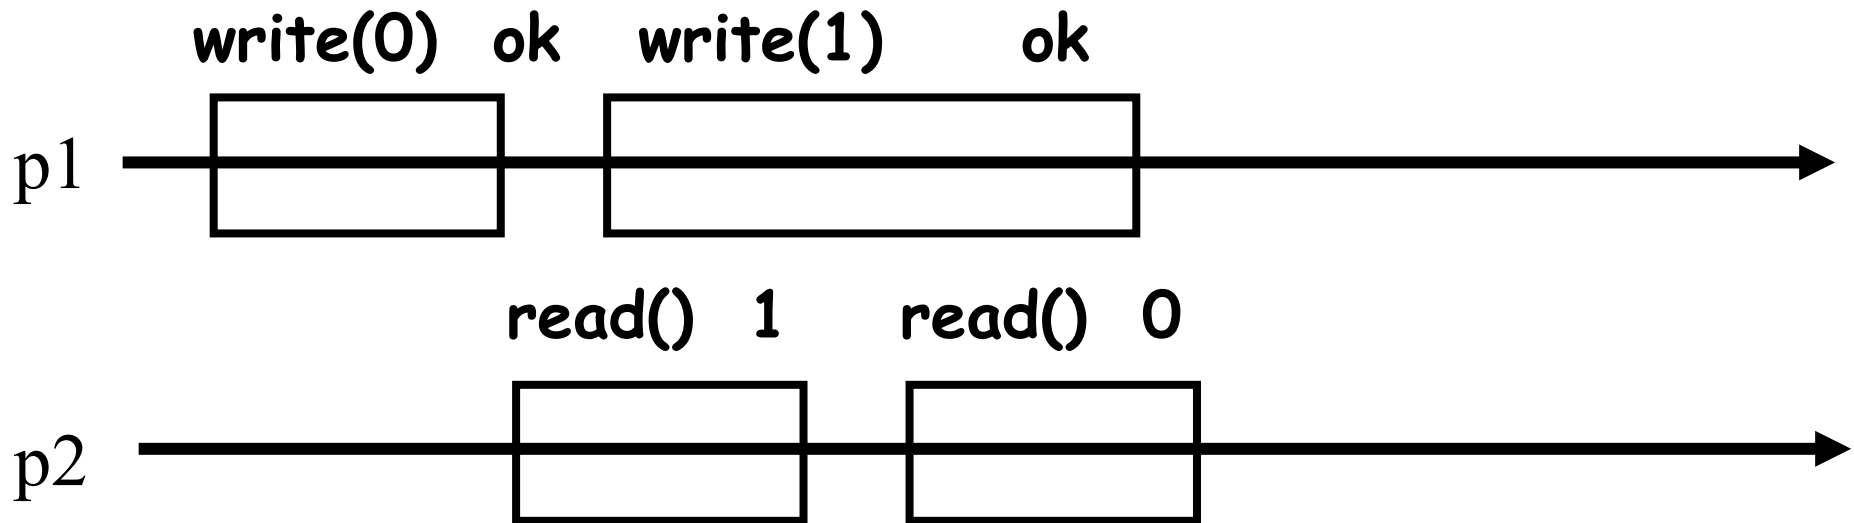 write(0) ok write(1) ok
p1
read() 1 read() 0
p2